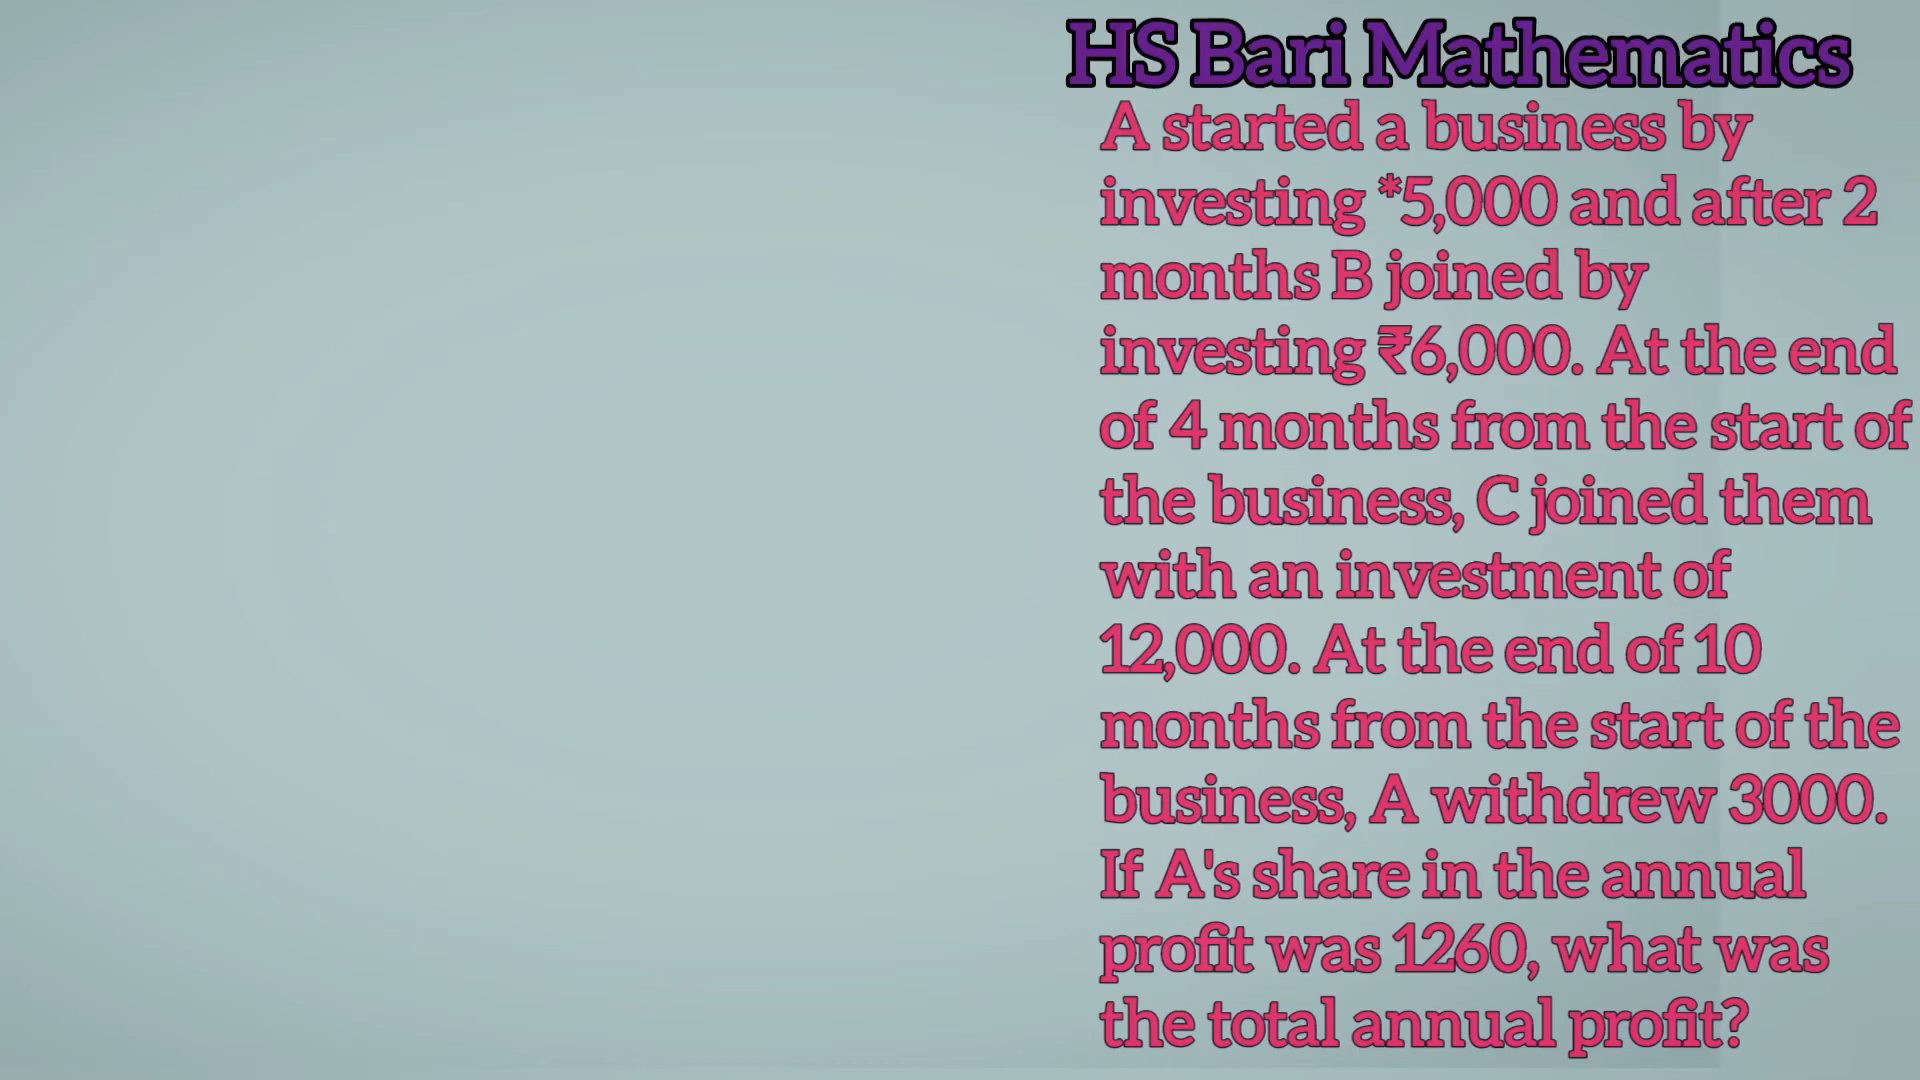 HS Bari Mathematics
A started a business by
investing *5,000 and after 2
months B joined by
investing ₹6,000. At the end
of 4 months from the start of
the business, C joined them
with an investment of
12,000. At the end of 10
months from the start of the
business, A withdrew 3000.
If A's share in the annual
profit was 1260, what was
the total annual profit?